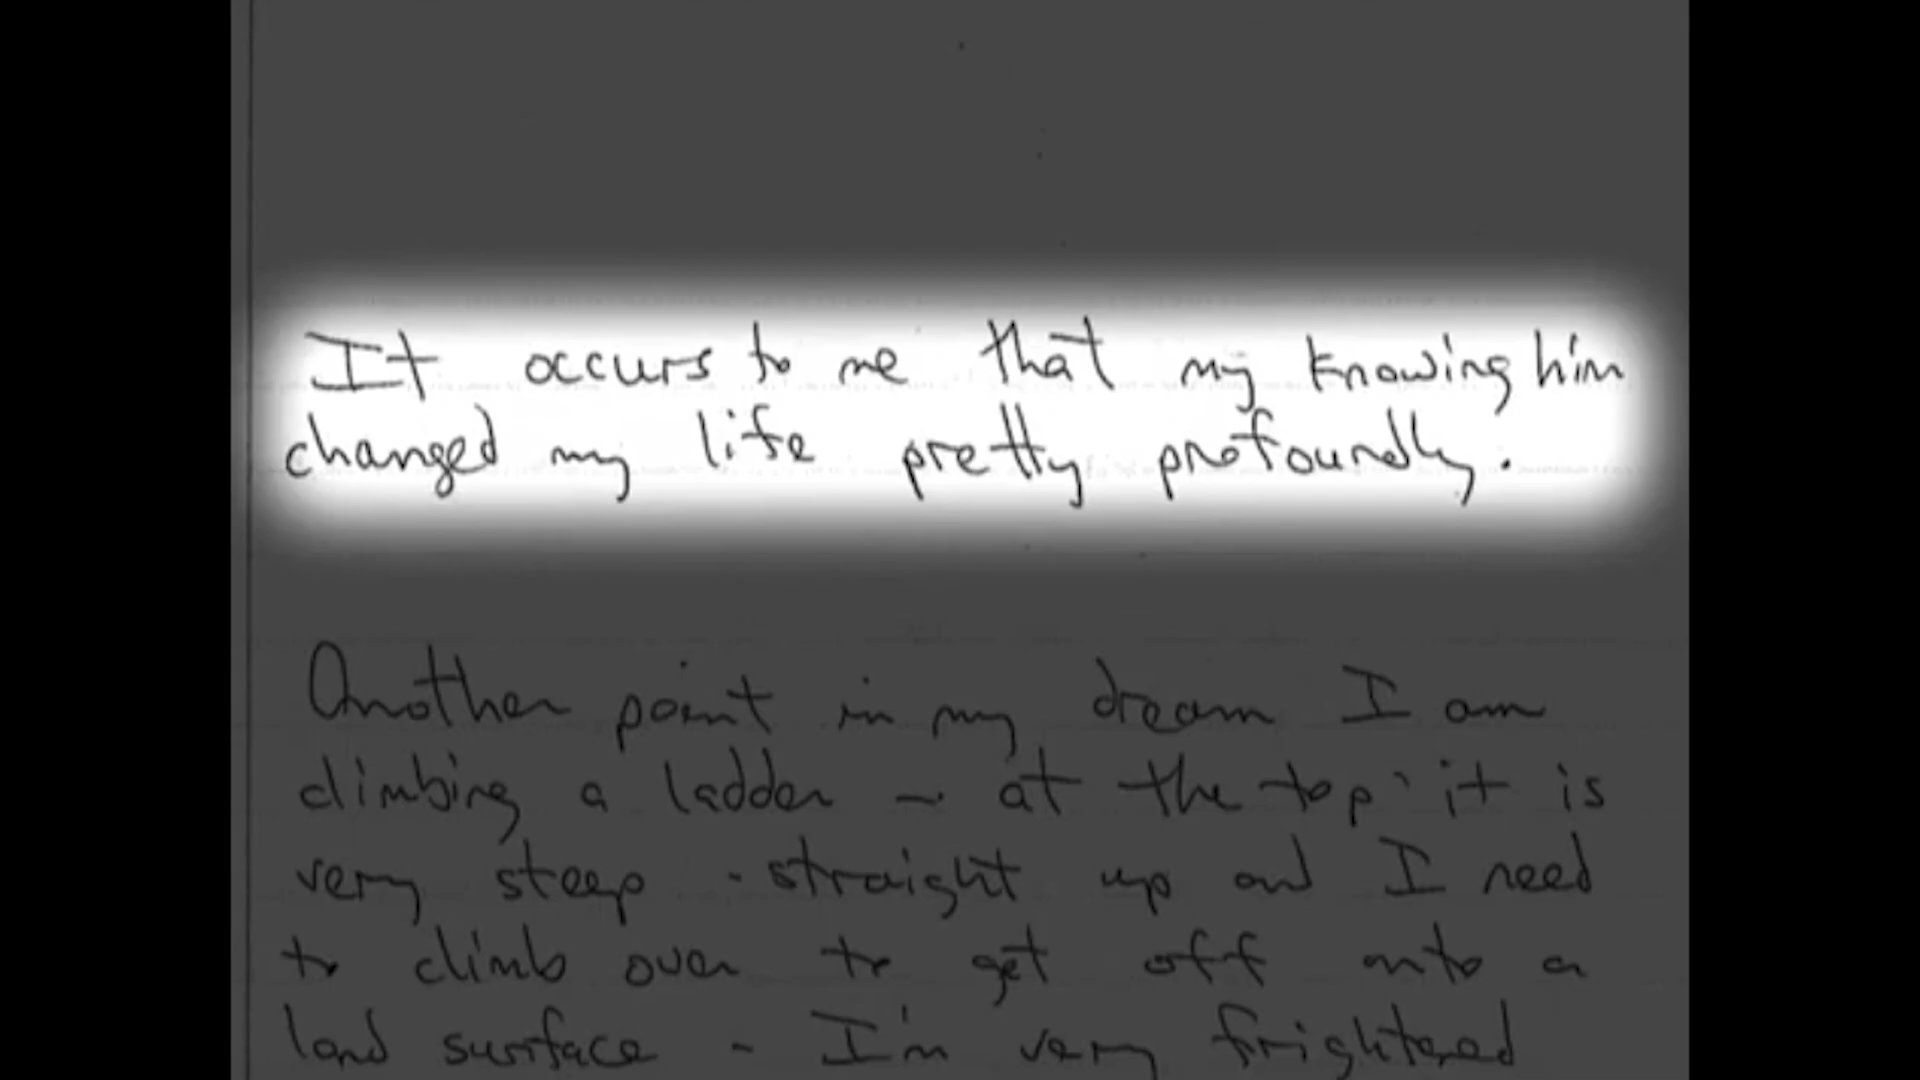 It occurs to me that my knowing him
changed my life pretty profoundly.
Another point in my dream I am
climbing a ladder - at the top it is
very steep - straight up and I need
to climb over to get off onto a
land surface - I'm very frightened